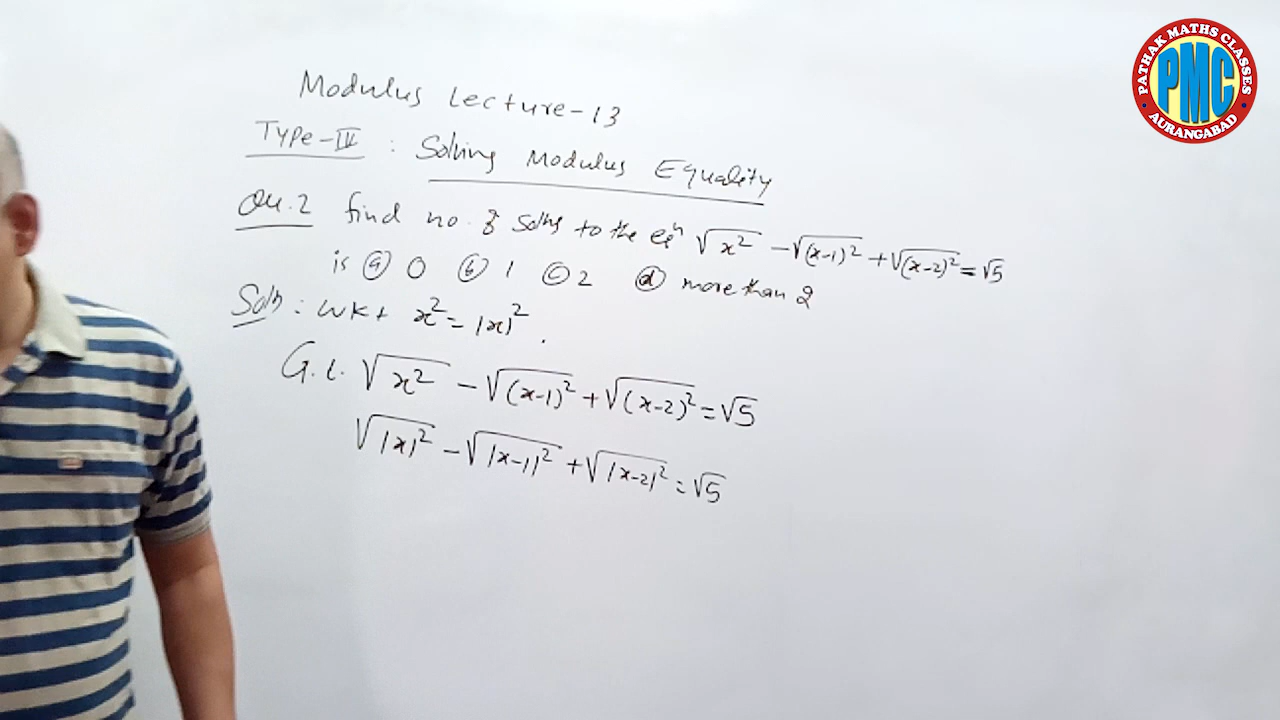 Modulus Lecture-13
Type-IV : Solving Modulus Equality
Qu.2 find no. of solns to the eqn √x² - √(x-1)² + √(x-2)² = √5
is (a) 0 (b) 1 (c) 2 (d) more than 2
Soln : WKt x² = |x|².
G.t. √x² - √(x-1)² + √(x-2)² = √5
√|x|² - √|x-1|² + √|x-2|² = √5
PATHAK MATHS CLASSES
PMC
AURANGABAD